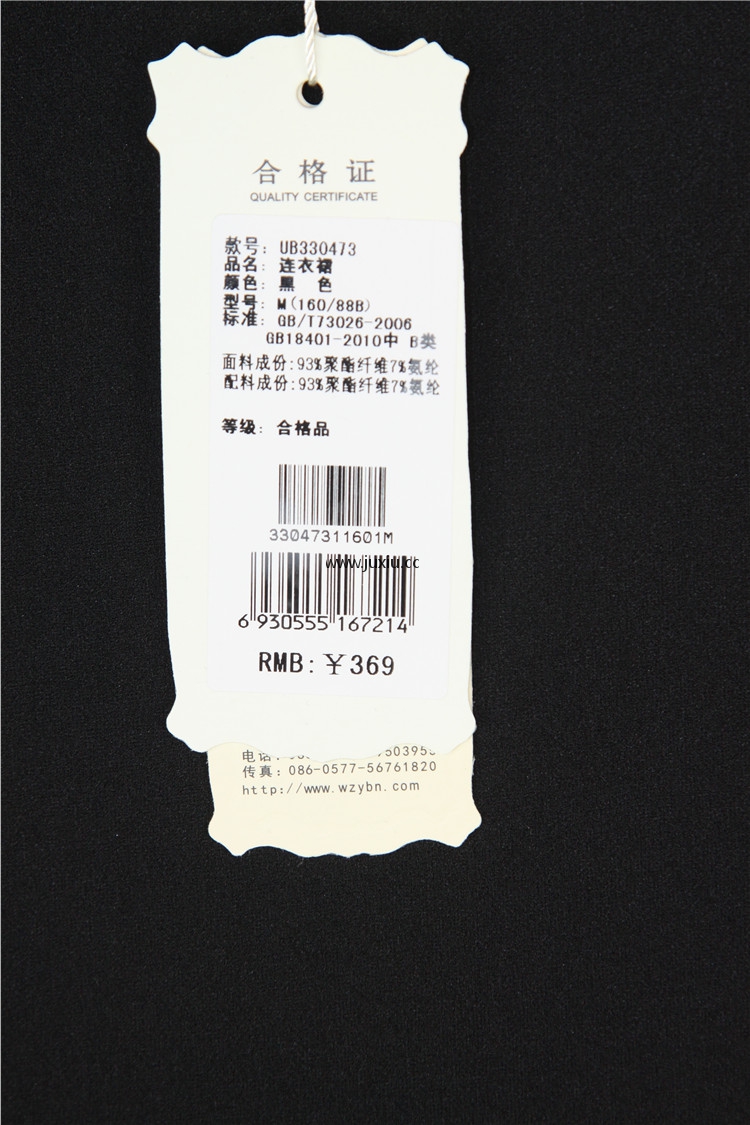 合格证
QUALITY CERTIFICATE
款号: UB330473
品名: 连衣裙
颜色: 黑 色
型号: M(160/88B)
标准: GB/T73026-2006
GB18401-2010中 B类
面料成份:93%聚酯纤维7%氨纶
配料成份:93%聚酯纤维7%氨纶
等级: 合格品
33047311601M
www.juxiu.cc
6 930555 167214
RMB:¥369
电话:
传真: 086-0577-56761820
http://www.wzybn.com